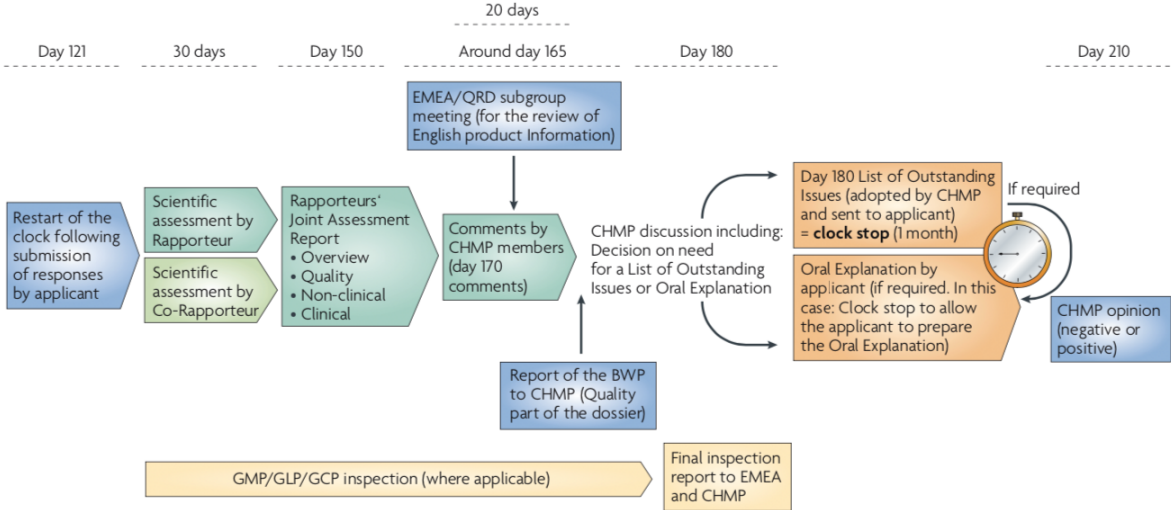 20 days
Day 121
30 days
Day 150
Around day 165
Day 180
Day 210
EMEA/QRD subgroup
meeting (for the review of
English product Information)
Restart of the
clock following
submission
of responses
by applicant
Scientific
assessment by
Rapporteur
Scientific
assessment by
Co-Rapporteur
Rapporteurs'
Joint Assessment
Report
• Overview
• Quality
• Non-clinical
• Clinical
Comments by
CHMP members
(day 170
comments)
CHMP discussion including:
Decision on need
for a List of Outstanding
Issues or Oral Explanation
Day 180 List of Outstanding
Issues (adopted by CHMP
and sent to applicant)
= clock stop (1 month)
If required
Oral Explanation by
applicant (if required. In this
case: Clock stop to allow
the applicant to prepare
the Oral Explanation)
CHMP opinion
(negative or
positive)
Report of the BWP
to CHMP (Quality
part of the dossier)
GMP/GLP/GCP inspection (where applicable)
Final inspection
report to EMEA
and CHMP